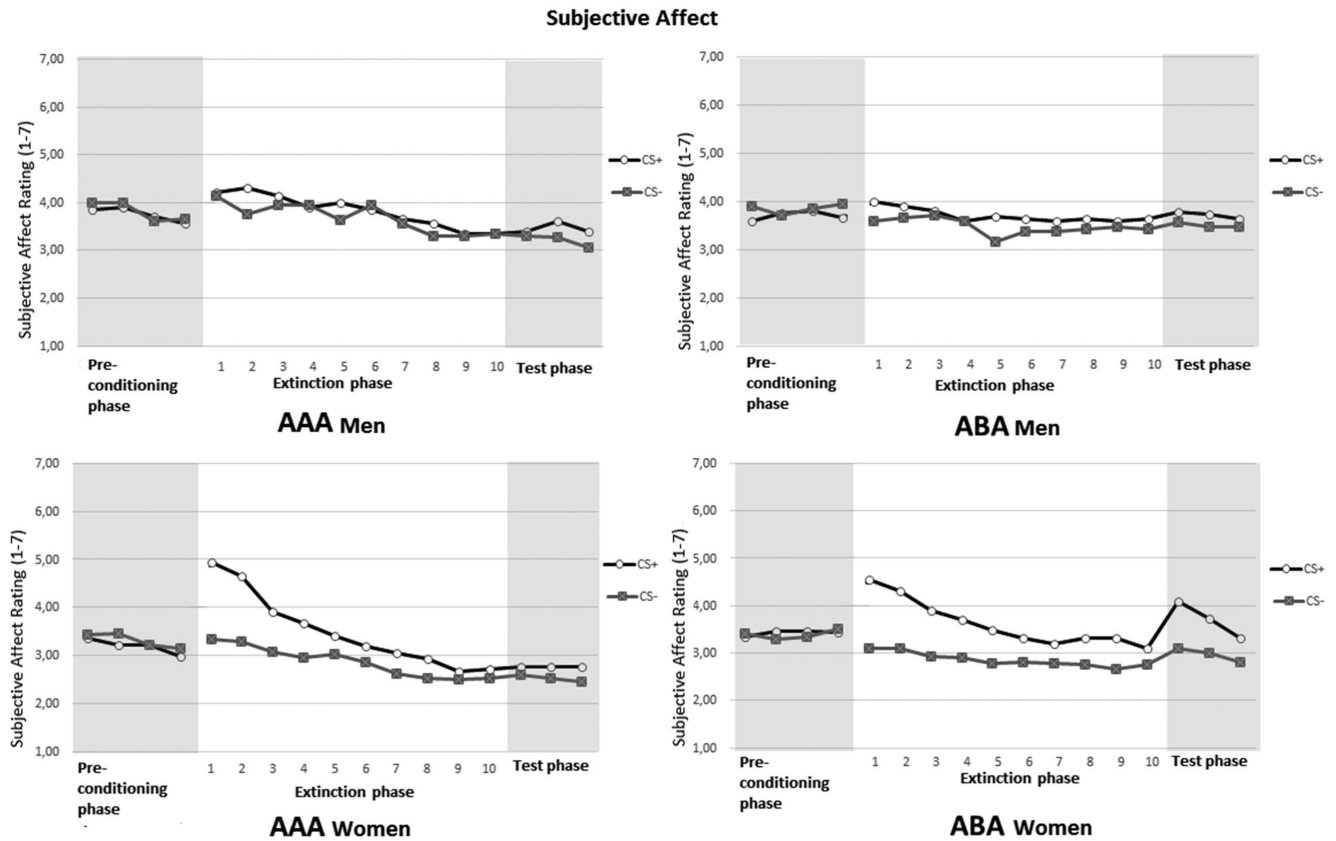 Subjective Affect
Subjective Affect Rating (1-7)
7,00
6,00
5,00
4,00
3,00
2,00
1,00
CS+
CS-
Pre-
conditioning
phase
1 2 3 4 5 6 7 8 9 10
Extinction phase
Test phase
AAA Men
Subjective Affect Rating (1-7)
7,00
6,00
5,00
4,00
3,00
2,00
1,00
CS+
CS-
Pre-
conditioning
phase
1 2 3 4 5 6 7 8 9 10
Extinction phase
Test phase
ABA Men
Subjective Affect Rating (1-7)
7,00
6,00
5,00
4,00
3,00
2,00
1,00
CS+
CS-
Pre-
conditioning
phase
1 2 3 4 5 6 7 8 9 10
Extinction phase
Test phase
AAA Women
Subjective Affect Rating (1-7)
7,00
6,00
5,00
4,00
3,00
2,00
1,00
CS+
CS-
Pre-
conditioning
phase
1 2 3 4 5 6 7 8 9 10
Extinction phase
Test phase
ABA Women